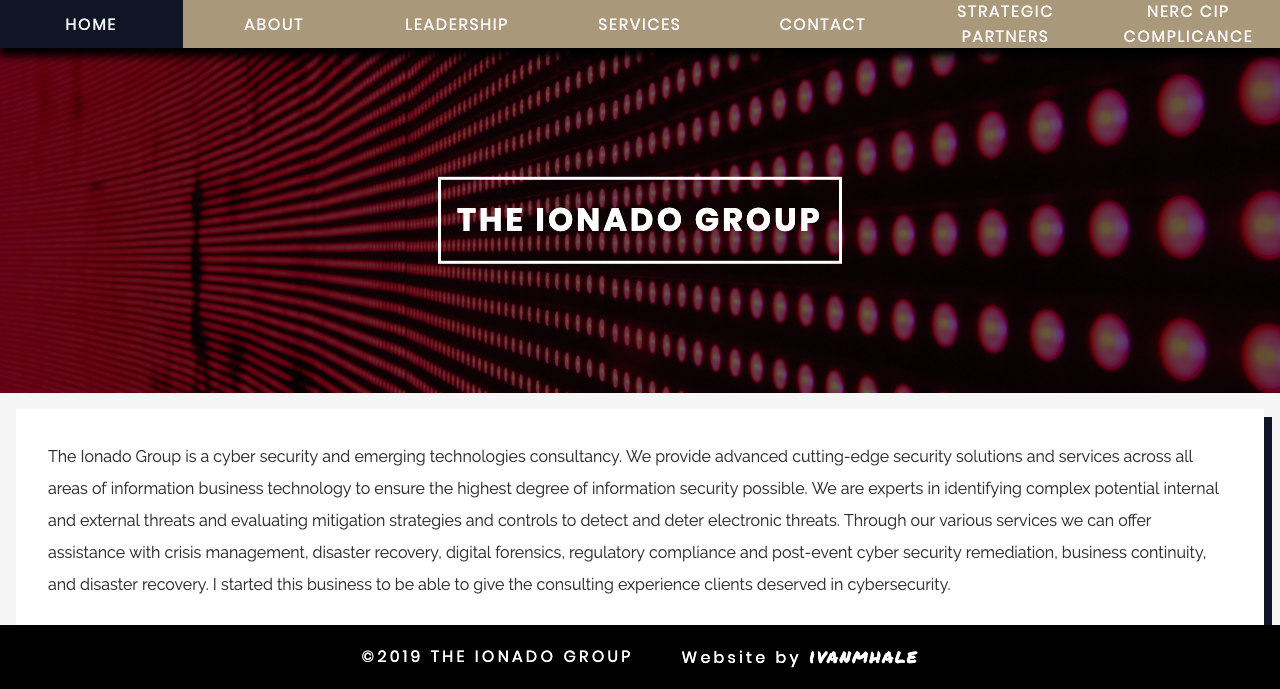 HOME
ABOUT
LEADERSHIP
SERVICES
CONTACT
STRATEGIC
PARTNERS
NERC CIP
COMPLICANCE
THE IONADO GROUP
The Ionado Group is a cyber security and emerging technologies consultancy. We provide advanced cutting-edge security solutions and services across all
areas of information business technology to ensure the highest degree of information security possible. We are experts in identifying complex potential internal
and external threats and evaluating mitigation strategies and controls to detect and deter electronic threats. Through our various services we can offer
assistance with crisis management, disaster recovery, digital forensics, regulatory compliance and post-event cyber security remediation, business continuity,
and disaster recovery. I started this business to be able to give the consulting experience clients deserved in cybersecurity.
©2019 THE IONADO GROUP
Website by IVANMHALE